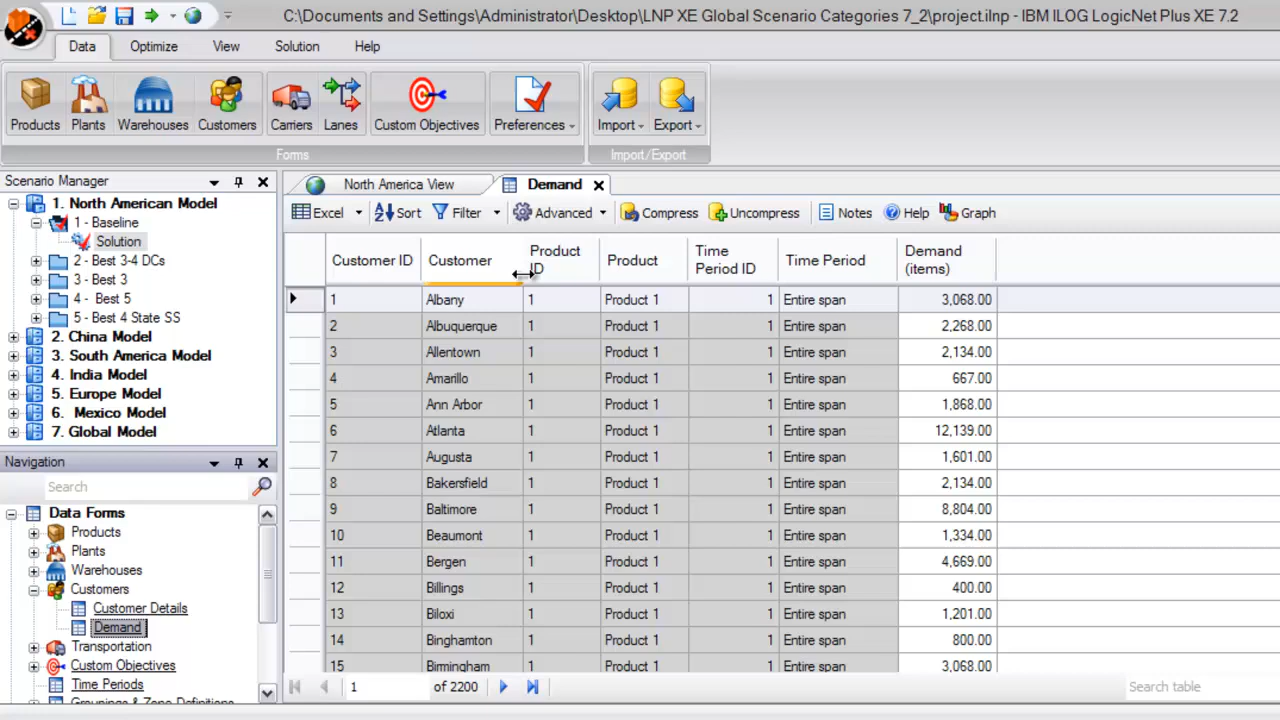 C:\Documents and Settings\Administrator\Desktop\LNP XE Global Scenario Categories 7_2\project.ilnp - IBM ILOG LogicNet Plus XE 7.2
Data Optimize View Solution Help
Products Plants Warehouses Customers Carriers Lanes Custom Objectives Preferences Import Export
Forms Import/Export
Scenario Manager
1. North American Model
1 - Baseline
Solution
2 - Best 3-4 DCs
3 - Best 3
4 - Best 5
5 - Best 4 State SS
2. China Model
3. South America Model
4. India Model
5. Europe Model
6. Mexico Model
7. Global Model
Navigation
Search
Data Forms
Products
Plants
Warehouses
Customers
Customer Details
Demand
Transportation
Custom Objectives
Time Periods
Groupings & Zone Definitions
North America View Demand
Excel Sort Filter Advanced Compress Uncompress Notes Help Graph
Customer ID Customer Product ID Product Time Period ID Time Period Demand (items)
1 Albany 1 Product 1 1 Entire span 3,068.00
2 Albuquerque 1 Product 1 1 Entire span 2,268.00
3 Allentown 1 Product 1 1 Entire span 2,134.00
4 Amarillo 1 Product 1 1 Entire span 667.00
5 Ann Arbor 1 Product 1 1 Entire span 1,868.00
6 Atlanta 1 Product 1 1 Entire span 12,139.00
7 Augusta 1 Product 1 1 Entire span 1,601.00
8 Bakersfield 1 Product 1 1 Entire span 2,134.00
9 Baltimore 1 Product 1 1 Entire span 8,804.00
10 Beaumont 1 Product 1 1 Entire span 1,334.00
11 Bergen 1 Product 1 1 Entire span 4,669.00
12 Billings 1 Product 1 1 Entire span 400.00
13 Biloxi 1 Product 1 1 Entire span 1,201.00
14 Binghamton 1 Product 1 1 Entire span 800.00
15 Birmingham 1 Product 1 1 Entire span 3,068.00
1 of 2200 Search table